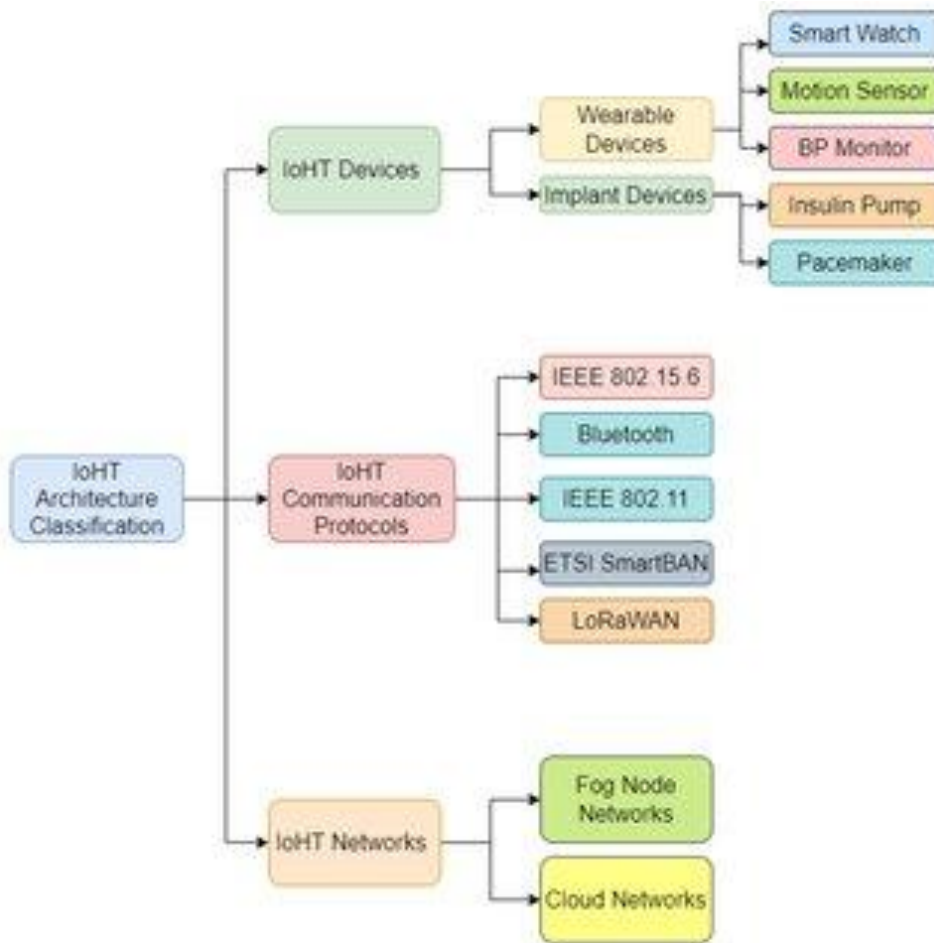 Smart Watch
Motion Sensor
BP Monitor
Insulin Pump
Pacemaker
Wearable
Devices
Implant Devices
IoHT Devices
IEEE 802.15.6
Bluetooth
IEEE 802.11
ETSI SmartBAN
LoRaWAN
IoHT
Architecture
Classification
IoHT
Communication
Protocols
Fog Node
Networks
IoHT Networks
Cloud Networks